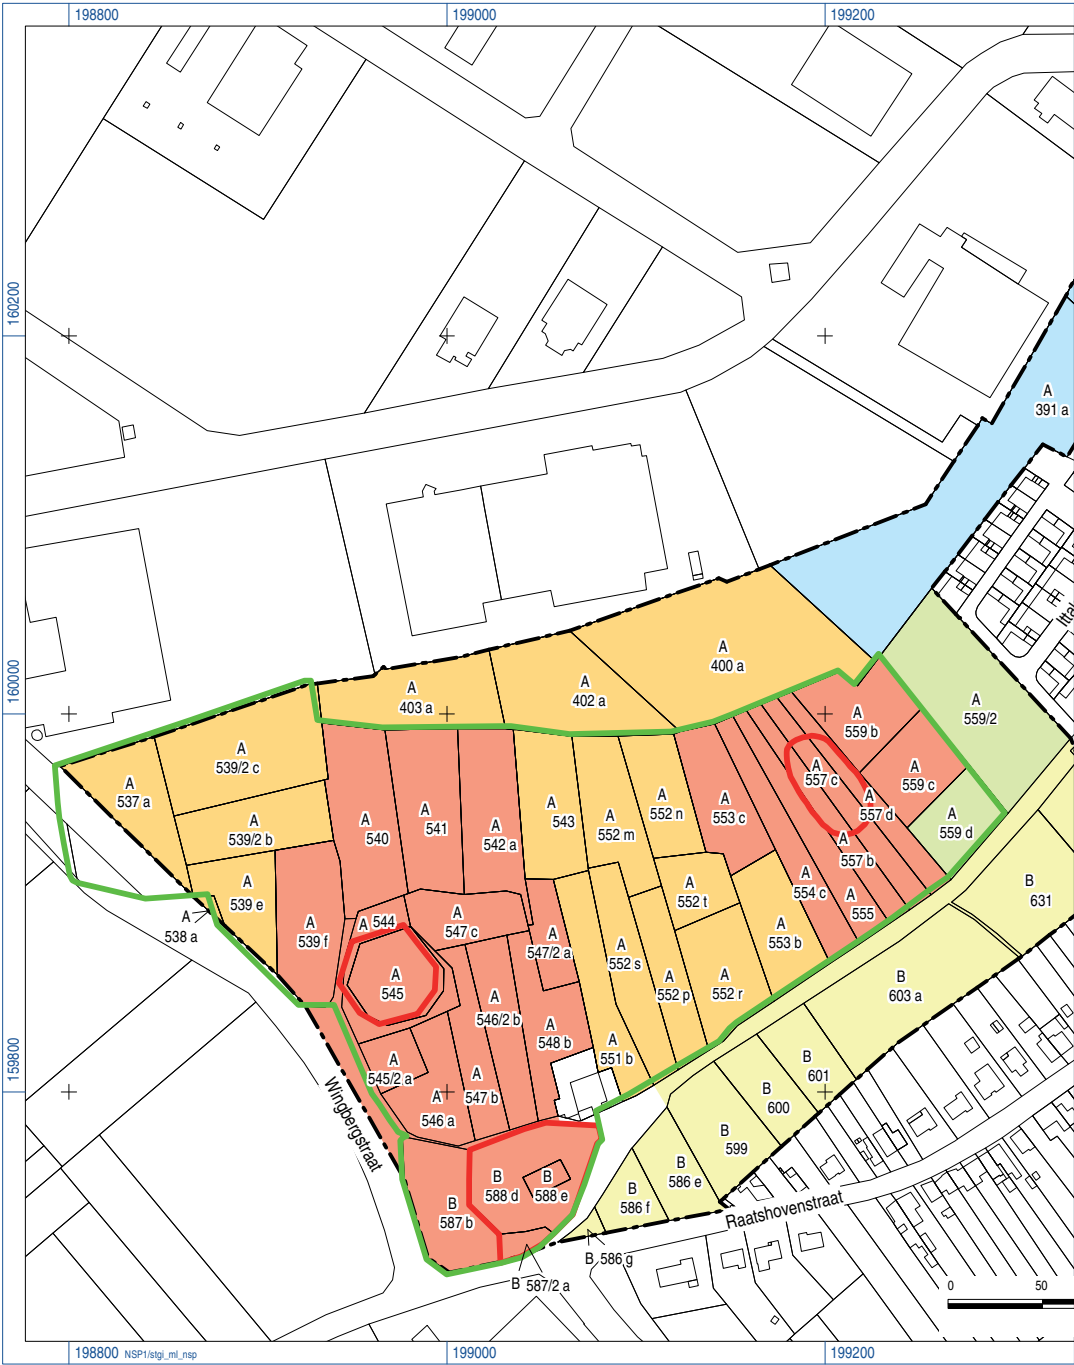 198800
199000
199200
160200
160000
159800
A
391 a
A
400 a
A
402 a
A
403 a
A
559/2
A
559 b
A
559 c
A
559 d
A
557 c
A
557 d
A
557 b
A
555
A
554 c
A
553 c
A
553 b
A
552 n
A
552 m
A
543
A
542 a
A
541
A
540
A
539/2 c
A
537 a
A
539/2 b
A
539 e
A
538 a
A
539 f
A 544
A
547 c
A
545
A
547/2 a
A
552 s
A
552 t
A
552 p
A
552 r
A
546/2 b
A
548 b
A
551 b
A
545/2 a
A
547 b
A
546 a
B
631
B
603 a
B
601
B
600
B
599
B
586 e
B
586 f
B 586 g
B
588 d
B
588 e
B
587 b
B 587/2 a
Wingbergstraat
Raatshovenstraat
0 50
198800
NSP1/stgi_ml_nsp
199000
199200